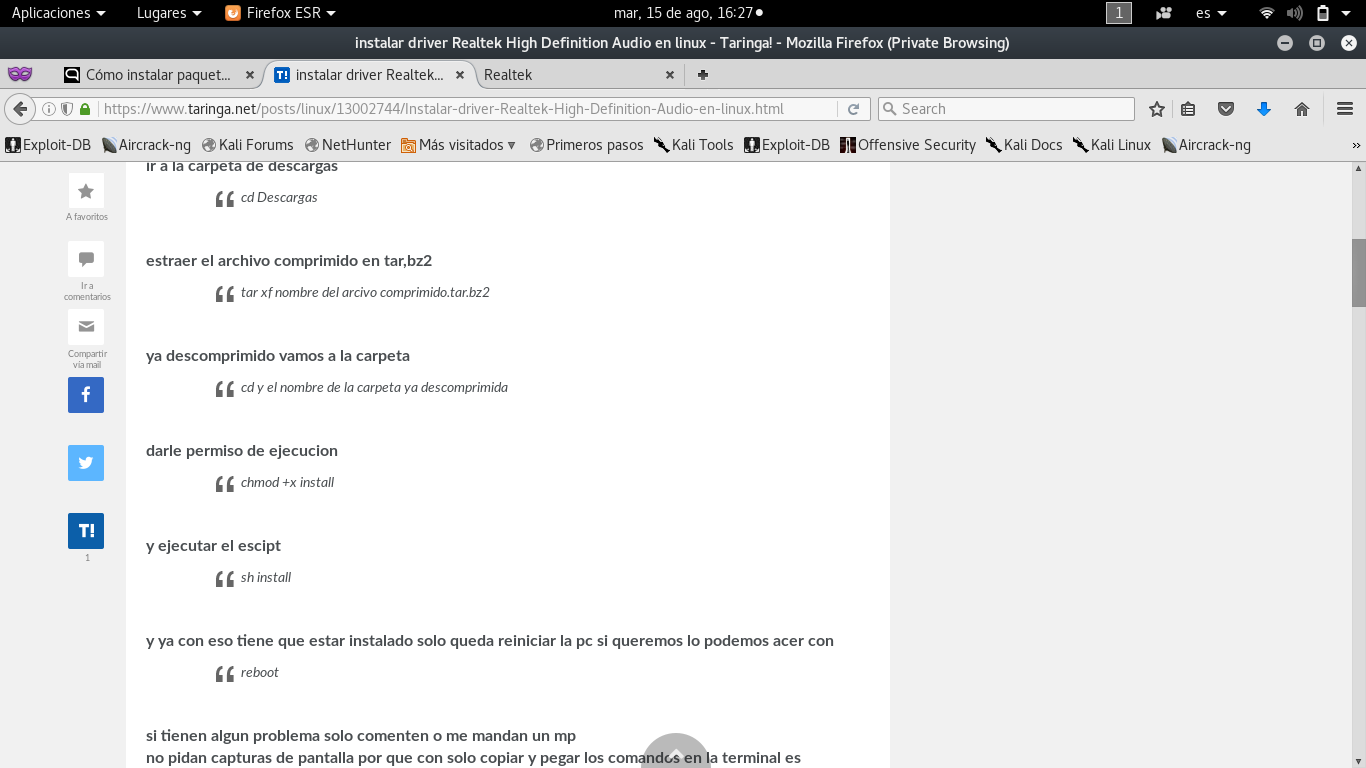 Aplicaciones Lugares Firefox ESR mar, 15 de ago, 16:27 1 es
instalar driver Realtek High Definition Audio en linux - Taringa! - Mozilla Firefox (Private Browsing)
Cómo instalar paquet... T! instalar driver Realtek... Realtek
https://www.taringa.net/posts/linux/13002744/Instalar-driver-Realtek-High-Definition-Audio-en-linux.html Search
Exploit-DB Aircrack-ng Kali Forums NetHunter Más visitados Primeros pasos Kali Tools Exploit-DB Offensive Security Kali Docs Kali Linux Aircrack-ng »
ir a la carpeta de descargas
cd Descargas
estraer el archivo comprimido en tar,bz2
tar xf nombre del arcivo comprimido.tar.bz2
ya descomprimido vamos a la carpeta
cd y el nombre de la carpeta ya descomprimida
darle permiso de ejecucion
chmod +x install
y ejecutar el escipt
sh install
y ya con eso tiene que estar instalado solo queda reiniciar la pc si queremos lo podemos acer con
reboot
si tienen algun problema solo comenten o me mandan un mp
no pidan capturas de pantalla por que con solo copiar y pegar los comandos en la terminal es
A favoritos
Ir a
comentarios
Compartir
vía mail
f
T!
1